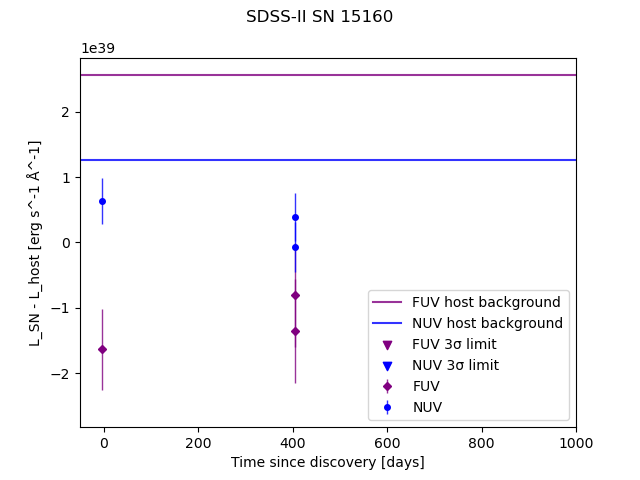 SDSS-II SN 15160
1e39
L_SN - L_host [erg s^-1 Å^-1]
2
1
0
−1
−2
FUV host background
NUV host background
FUV 3σ limit
NUV 3σ limit
FUV
NUV
0 200 400 600 800 1000
Time since discovery [days]